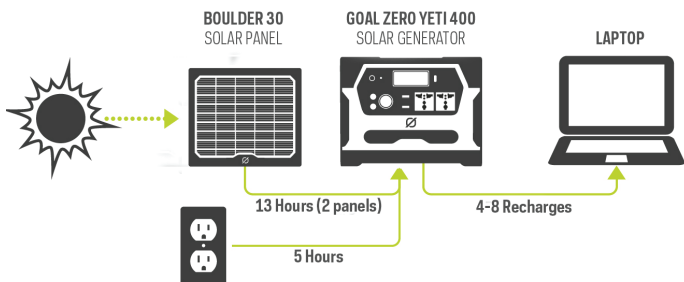 BOULDER 30
SOLAR PANEL
GOAL ZERO YETI 400
SOLAR GENERATOR
LAPTOP
13 Hours (2 panels)
4-8 Recharges
5 Hours